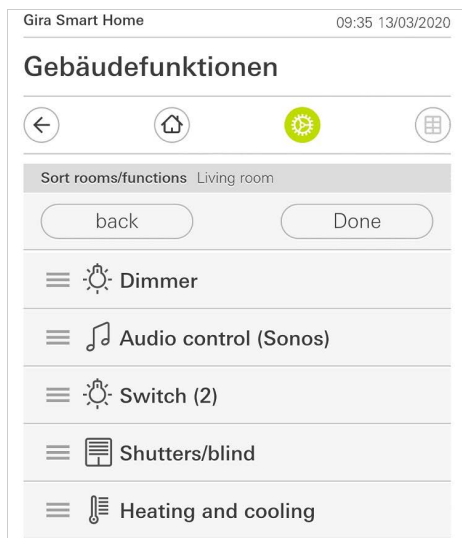 Gira Smart Home 09:35 13/03/2020
Gebäudefunktionen
Sort rooms/functions Living room
back Done
Dimmer
Audio control (Sonos)
Switch (2)
Shutters/blind
Heating and cooling